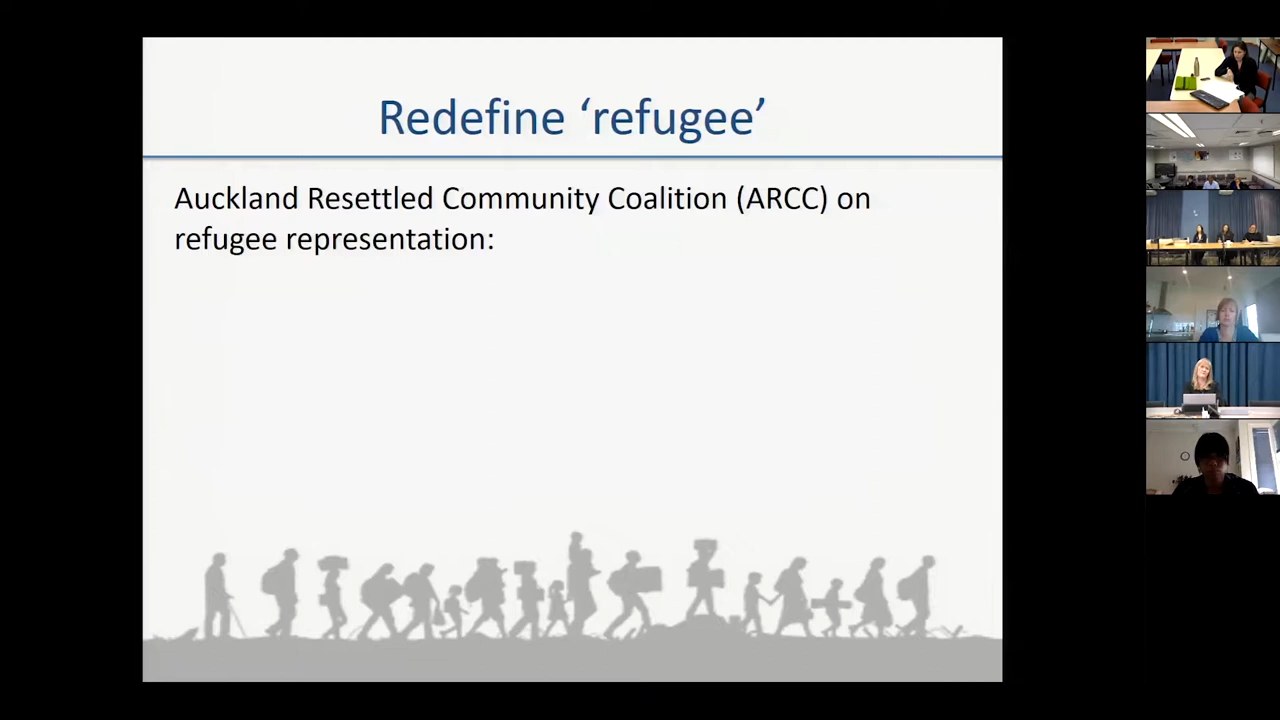 Redefine ‘refugee’
Auckland Resettled Community Coalition (ARCC) on
refugee representation: